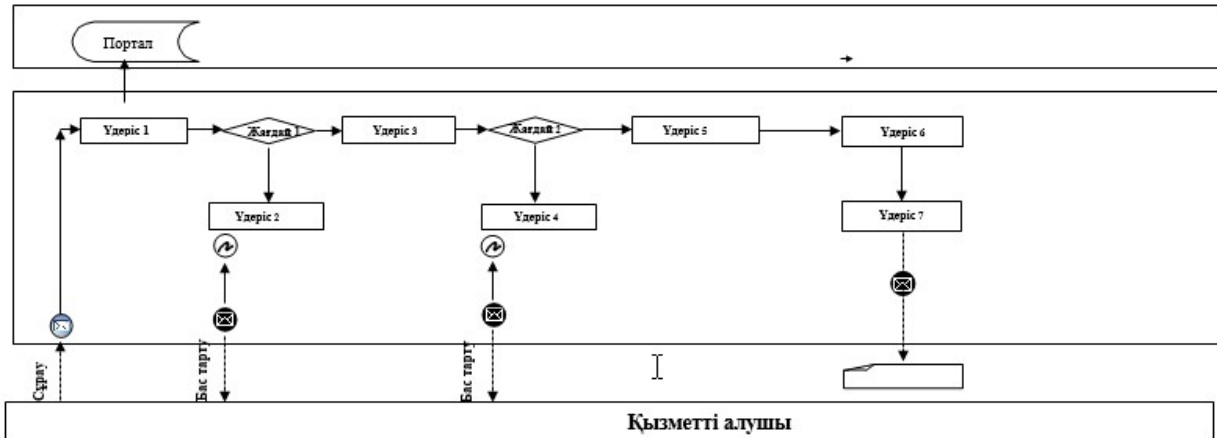 Портал
Үдеріс 1
Жағдай 1
Үдеріс 3
Жағдай 2
Үдеріс 5
Үдеріс 6
Үдеріс 2
Үдеріс 4
Үдеріс 7
Сұрау
Бас тарту
Бас тарту
Қызметті алушы